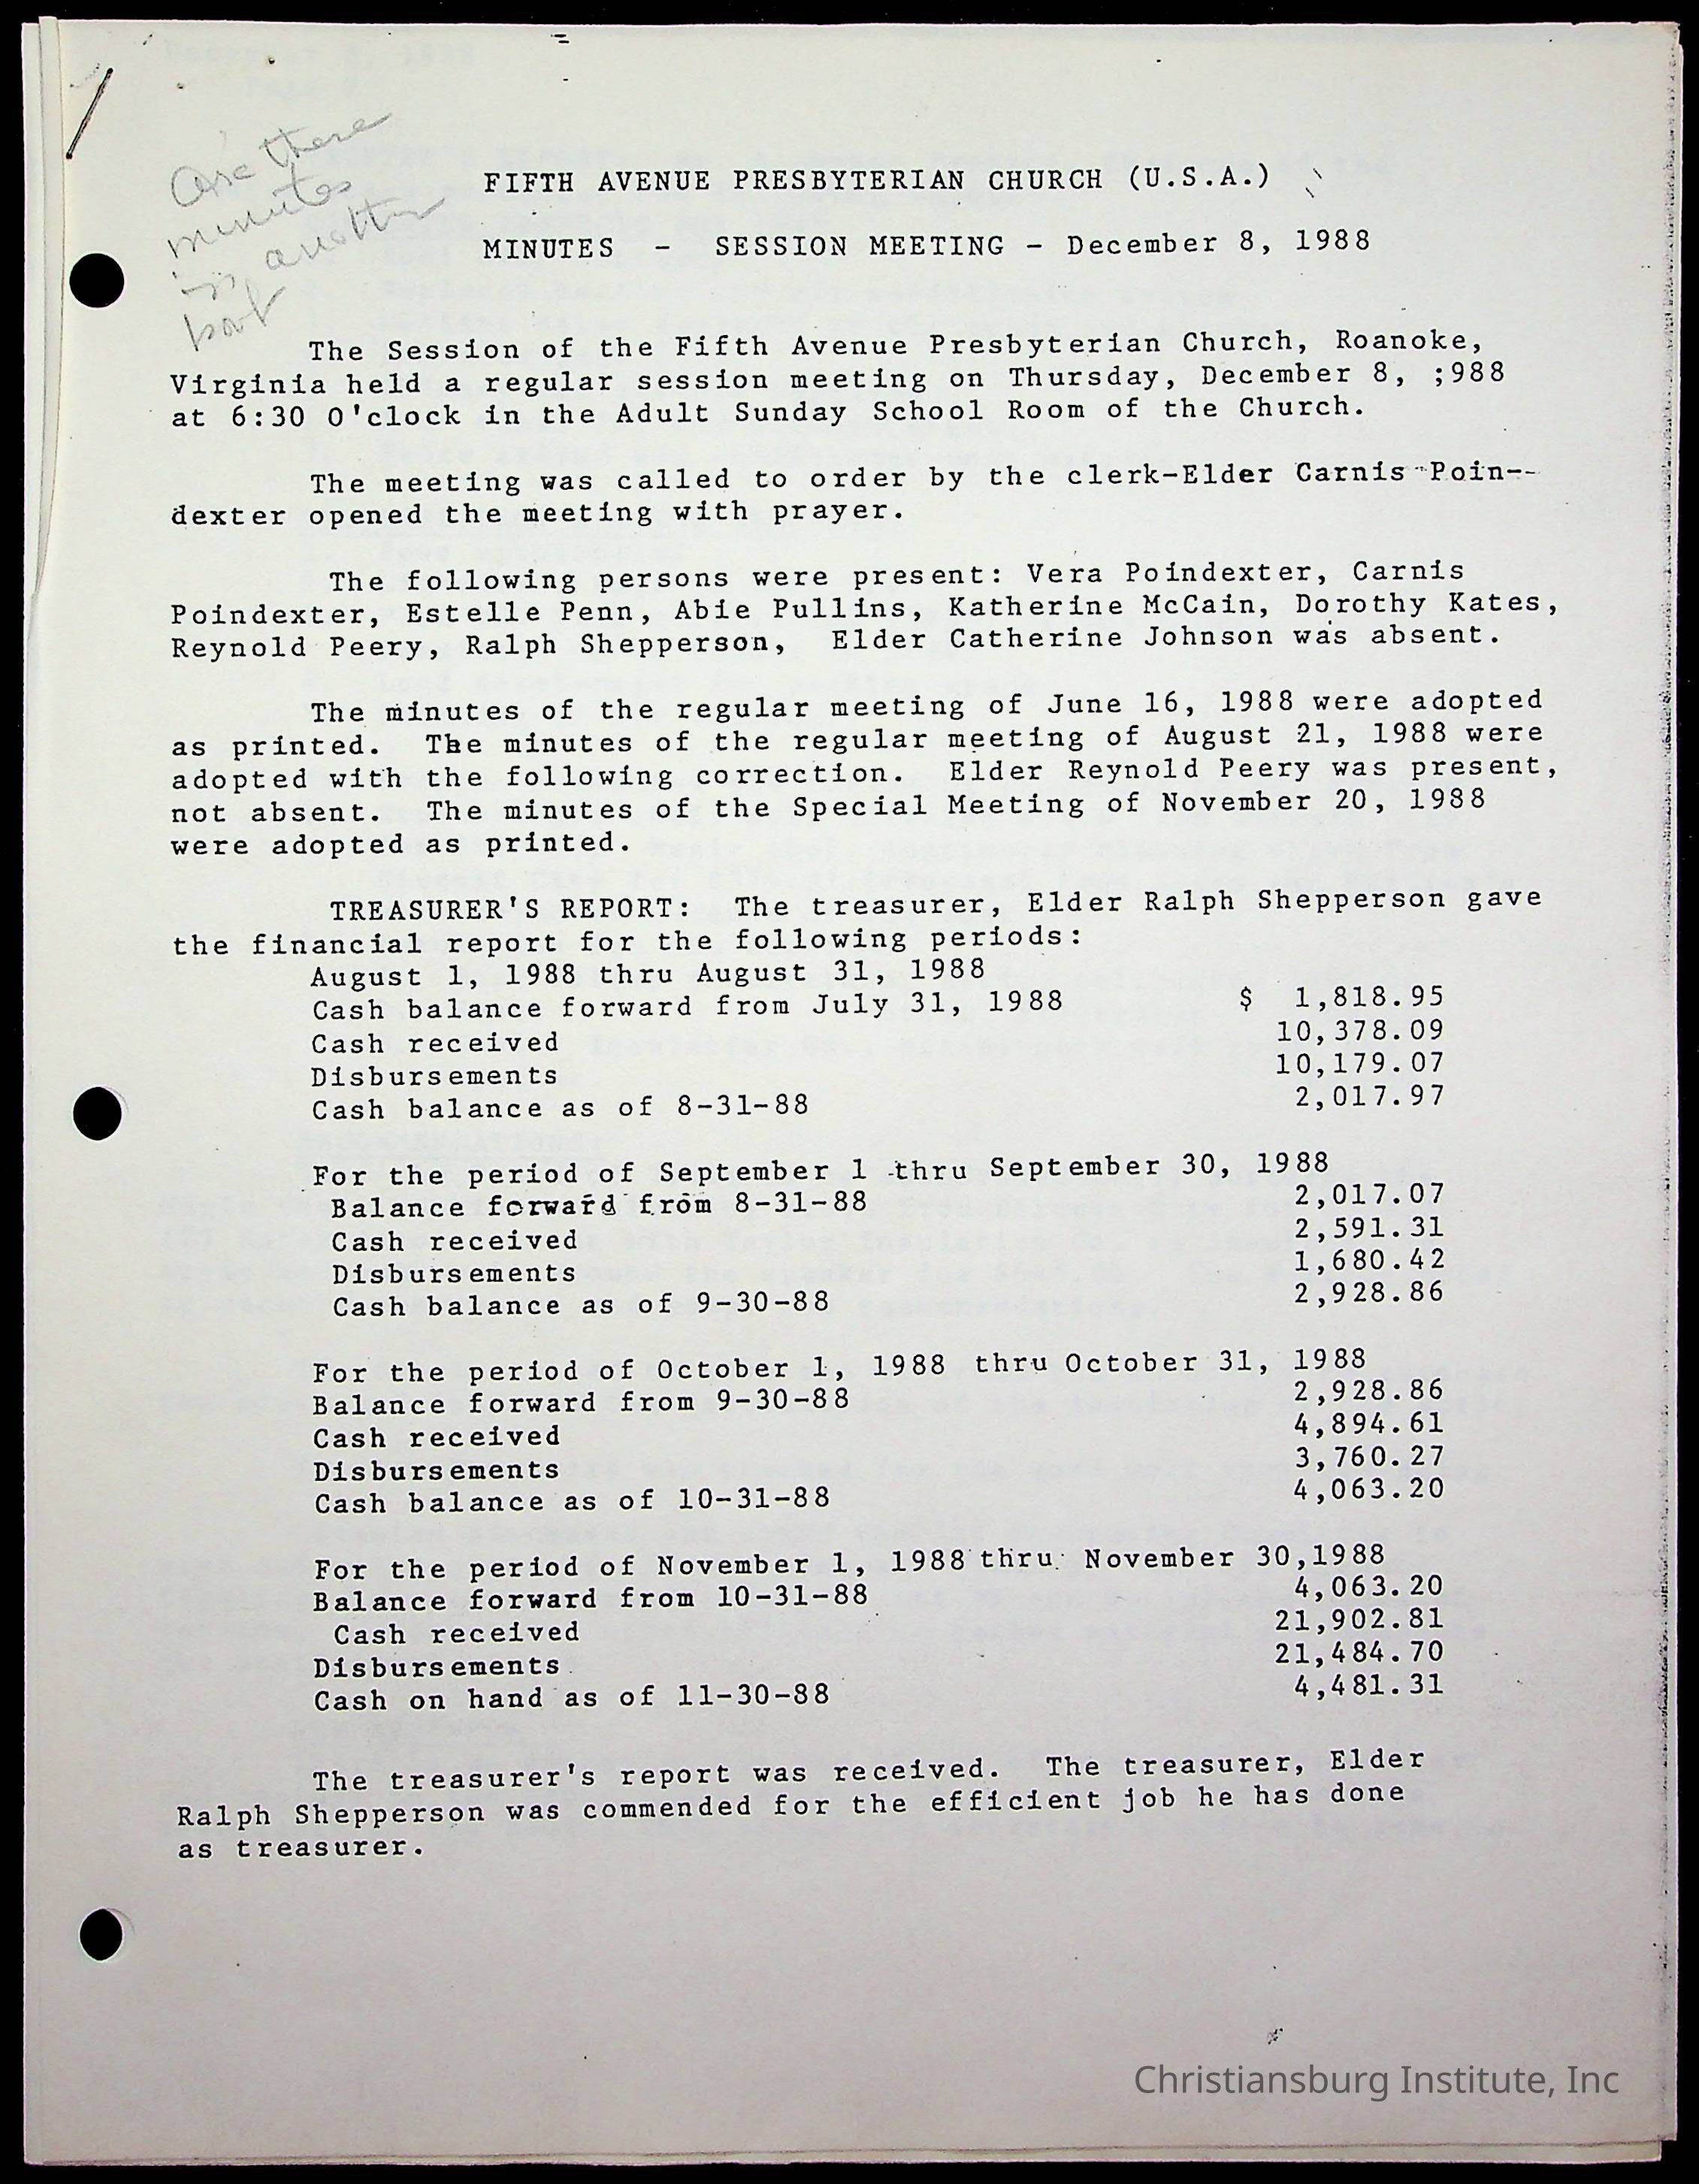 Are there
minutes
in another
FIFTH AVENUE PRESBYTERIAN CHURCH (U.S.A.)
MINUTES - SESSION MEETING - December 8, 1988
The Session of the Fifth Avenue Presbyterian Church, Roanoke,
Virginia held a regular session meeting on Thursday, December 8, ;988
at 6:30 O'clock in the Adult Sunday School Room of the Church.
The meeting was called to order by the clerk-Elder Carnis Poin--
dexter opened the meeting with prayer.
The following persons were present: Vera Poindexter, Carnis
Poindexter, Estelle Penn, Abie Pullins, Katherine McCain, Dorothy Kates,
Reynold Peery, Ralph Shepperson, Elder Catherine Johnson was absent.
The minutes of the regular meeting of June 16, 1988 were adopted
as printed. The minutes of the regular meeting of August 21, 1988 were
adopted with the following correction. Elder Reynold Peery was present,
not absent. The minutes of the Special Meeting of November 20, 1988
were adopted as printed.
TREASURER'S REPORT: The treasurer, Elder Ralph Shepperson gave
the financial report for the following periods:
August 1, 1988 thru August 31, 1988
Cash balance forward from July 31, 1988 $ 1,818.95
Cash received 10,378.09
Disbursements 10,179.07
Cash balance as of 8-31-88 2,017.97
For the period of September 1 thru September 30, 1988
Balance forward from 8-31-88 2,017.07
Cash received 2,591.31
Disbursements 1,680.42
Cash balance as of 9-30-88 2,928.86
For the period of October 1, 1988 thru October 31, 1988
Balance forward from 9-30-88 2,928.86
Cash received 4,894.61
Disbursements 3,760.27
Cash balance as of 10-31-88 4,063.20
For the period of November 1, 1988 thru November 30,1988
Balance forward from 10-31-88 4,063.20
Cash received 21,902.81
Disbursements 21,484.70
Cash on hand as of 11-30-88 4,481.31
The treasurer's report was received. The treasurer, Elder
Ralph Shepperson was commended for the efficient job he has done
as treasurer.
Christiansburg Institute, Inc